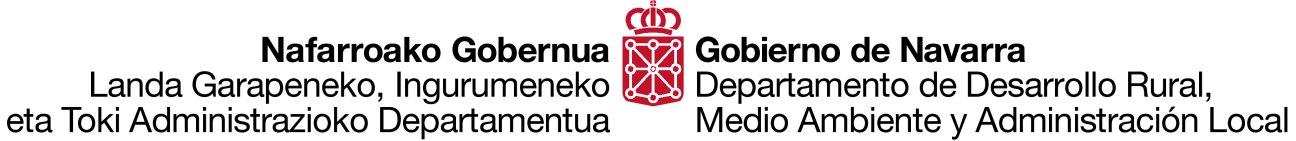 Nafarroako Gobernua
Landa Garapeneko, Ingurumeneko
eta Toki Administrazioko Departamentua
Gobierno de Navarra
Departamento de Desarrollo Rural,
Medio Ambiente y Administración Local